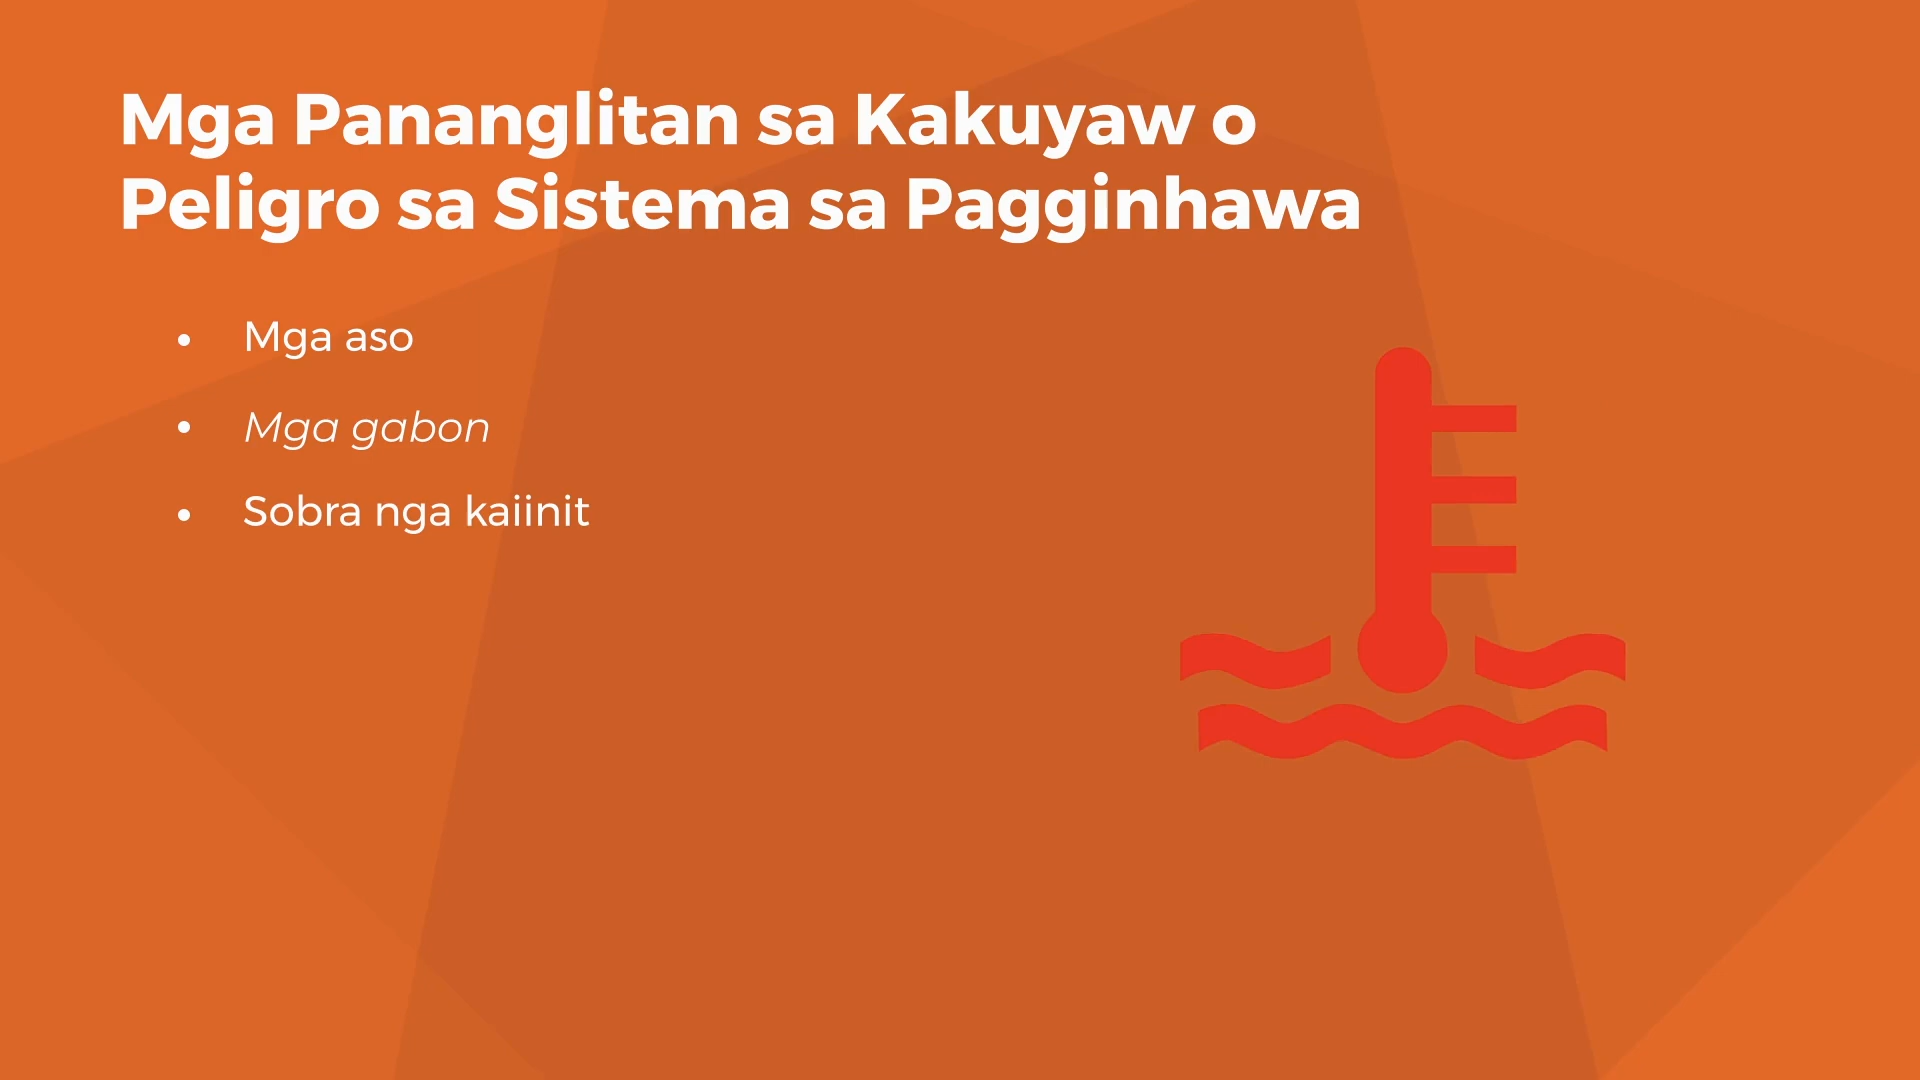 Mga Pananglitan sa Kakuyaw o
Peligro sa Sistema sa Pagginhawa
• Mga aso
• Mga gabon
• Sobra nga kaiinit